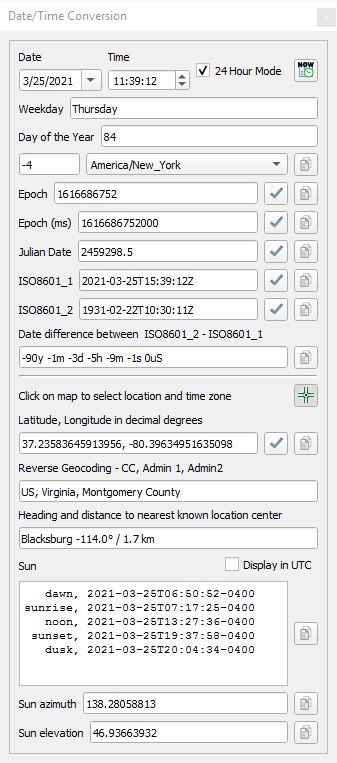 Date/Time Conversion
Date Time
3/25/2021 11:39:12 24 Hour Mode NOW
Weekday Thursday
Day of the Year 84
-4 America/New_York
Epoch 1616686752
Epoch (ms) 1616686752000
Julian Date 2459298.5
ISO8601_1 2021-03-25T15:39:12Z
ISO8601_2 1931-02-22T10:30:11Z
Date difference between ISO8601_2 - ISO8601_1
-90y -1m -3d -5h -9m -1s 0uS
Click on map to select location and time zone
Latitude, Longitude in decimal degrees
37.23583645913956, -80.39634951635098
Reverse Geocoding - CC, Admin 1, Admin2
US, Virginia, Montgomery County
Heading and distance to nearest known location center
Blacksburg -114.0° / 1.7 km
Sun Display in UTC
dawn, 2021-03-25T06:50:52-0400
sunrise, 2021-03-25T07:17:25-0400
noon, 2021-03-25T13:27:36-0400
sunset, 2021-03-25T19:37:58-0400
dusk, 2021-03-25T20:04:34-0400
Sun azimuth 138.28058813
Sun elevation 46.93663932